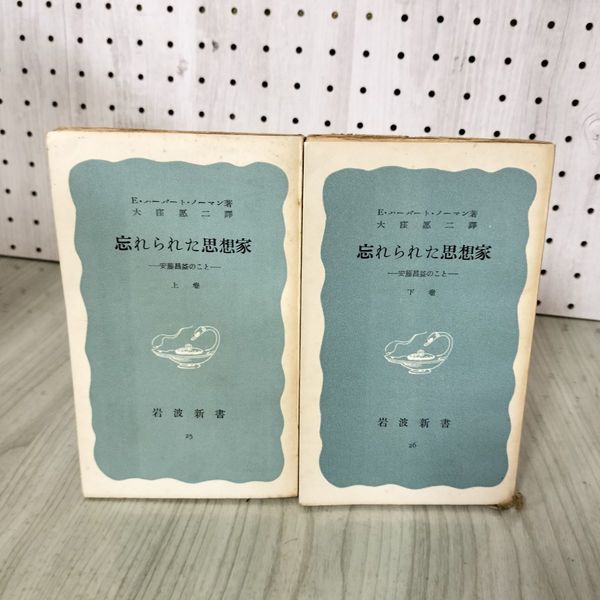 E・ハーバート・ノーマン著
大窪愿二譯
忘れられた思想家
―安藤昌益のこと―
上巻
岩波新書
25
E・ハーバート・ノーマン著
大窪愿二譯
忘れられた思想家
―安藤昌益のこと―
下巻
岩波新書
26